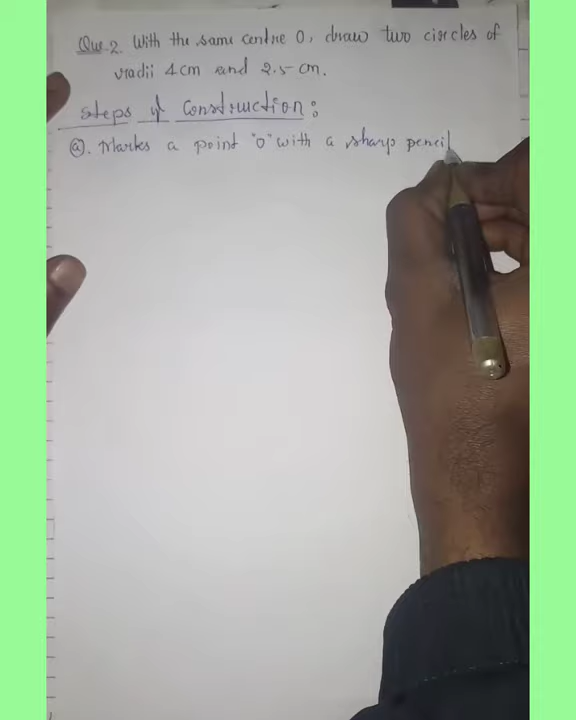 Que. 2. With the same centre O, draw two circles of
radii 4cm and 2.5 cm.
Steps of Construction:
(a). Marks a point "O" with a sharp pencil